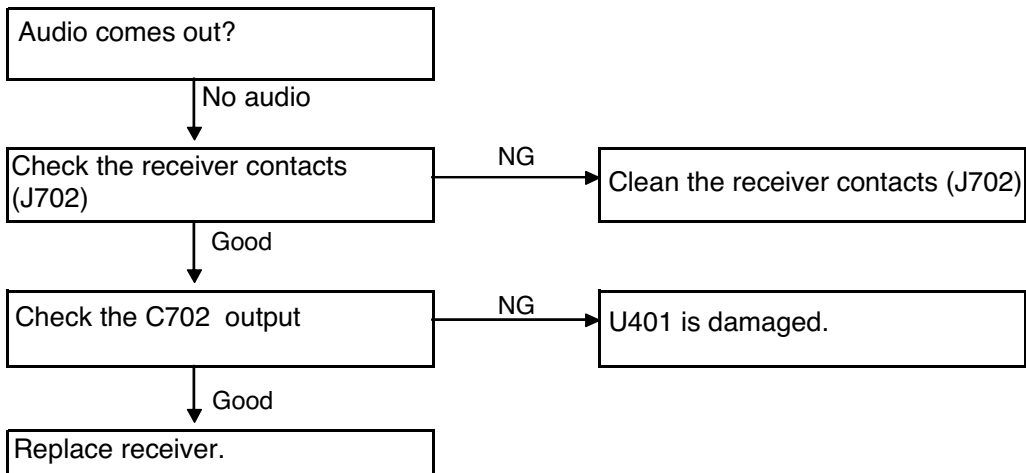 Audio comes out?
No audio
Check the receiver contacts
(J702)
NG
Clean the receiver contacts (J702)
Good
Check the C702 output
NG
U401 is damaged.
Good
Replace receiver.